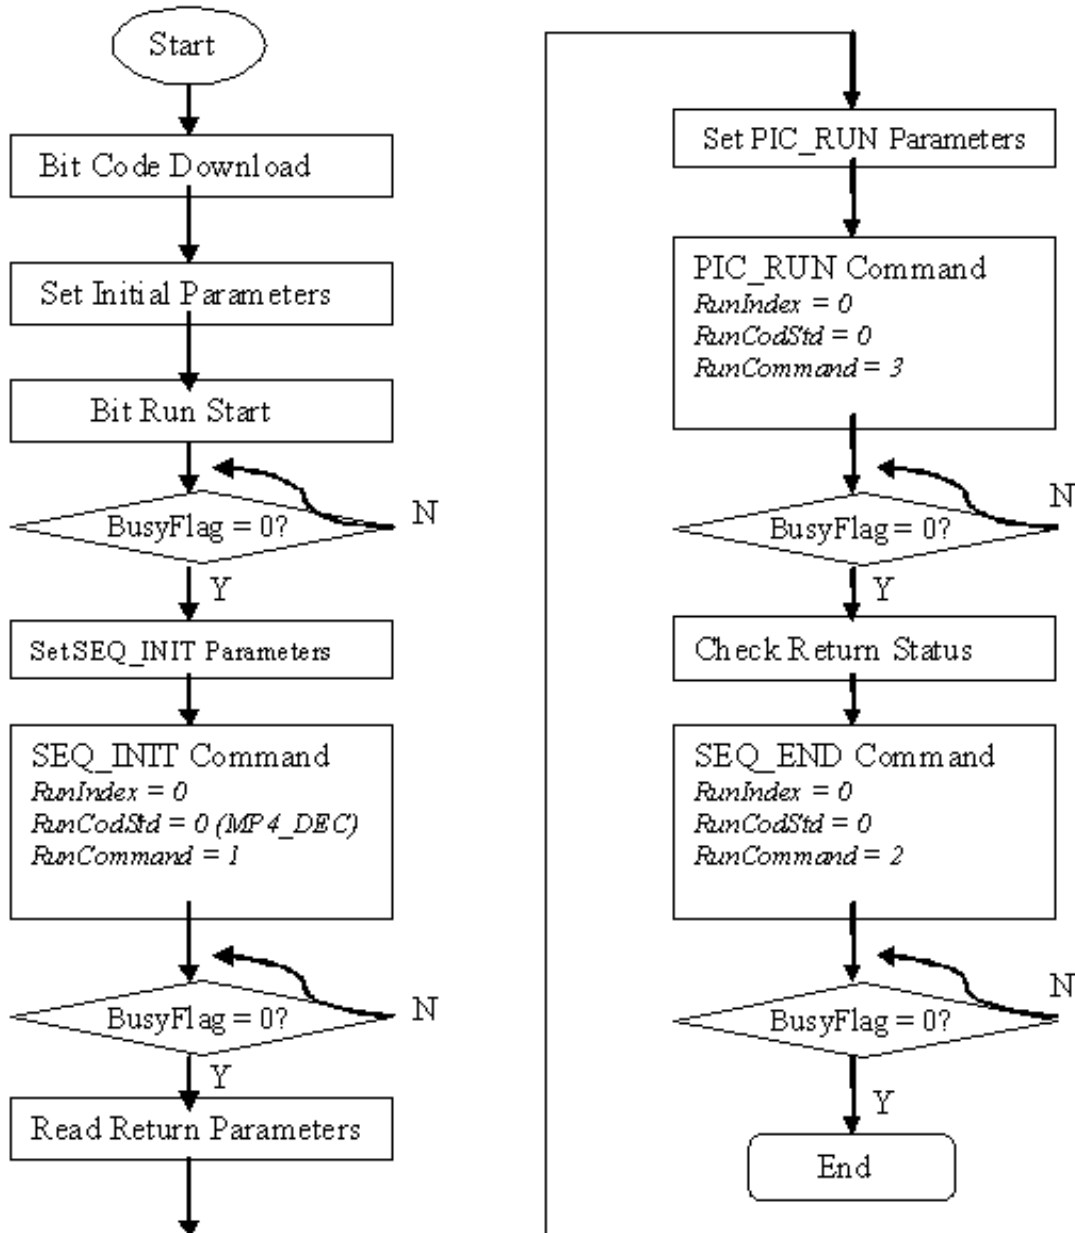 Start
Bit Code Download
Set Initial Parameters
Bit Run Start
BusyFlag = 0?
N
Y
Set SEQ_INIT Parameters
SEQ_INIT Command
RunIndex = 0
RunCodStd = 0 (MP4_DEC)
RunCommand = 1
BusyFlag = 0?
N
Y
Read Return Parameters
Set PIC_RUN Parameters
PIC_RUN Command
RunIndex = 0
RunCodStd = 0
RunCommand = 3
BusyFlag = 0?
N
Y
Check Return Status
SEQ_END Command
RunIndex = 0
RunCodStd = 0
RunCommand = 2
BusyFlag = 0?
N
Y
End